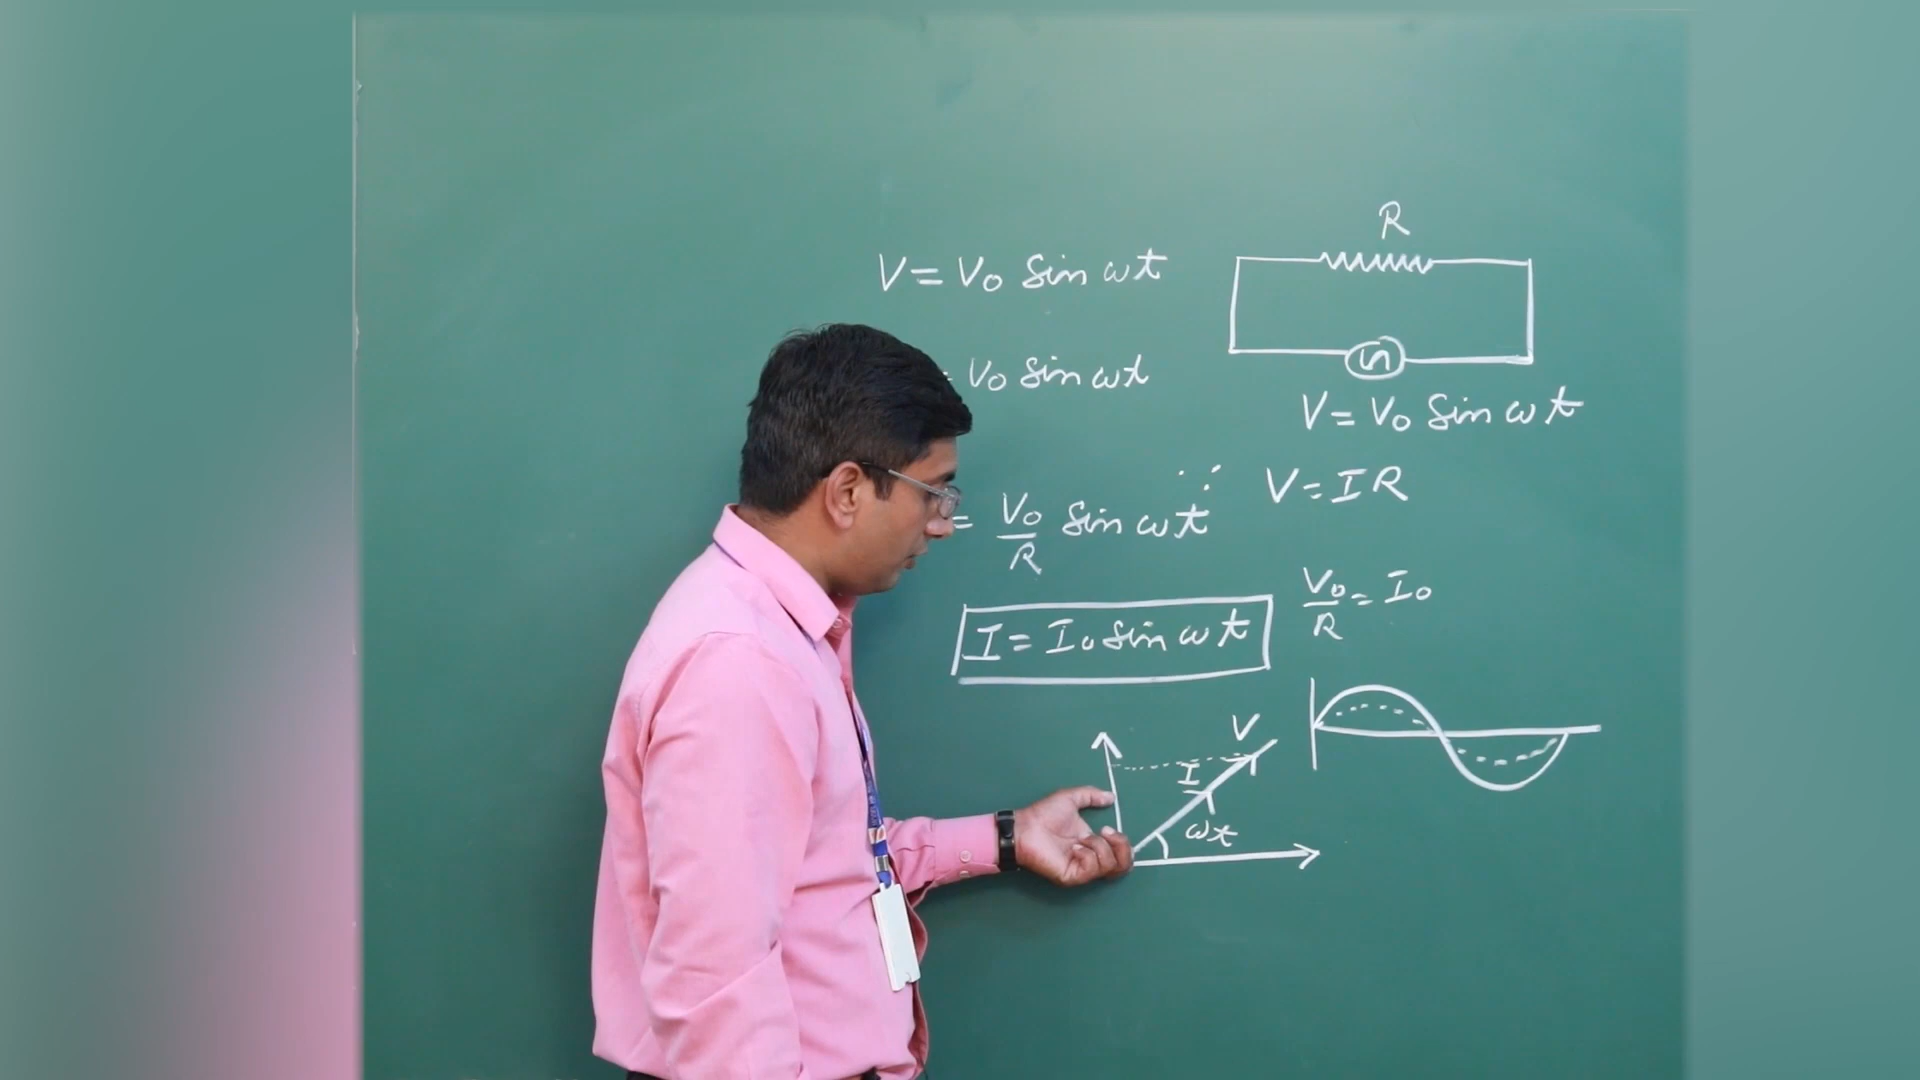 R
V = V₀ sin ωt
= V₀ sin ωt
V = V₀ sin ωt
∵ V = IR
= V₀/R sin ωt
V₀/R = I₀
I = I₀ sin ωt
V
I
ωt